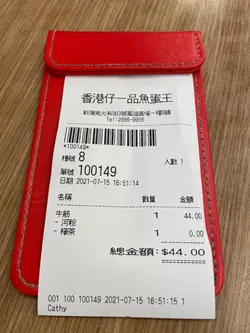 香港仔一品魚蛋王
Tel:2886-9955
*100149*
檯號 8
人數 1
單號 100149
日期 2021-07-15 16:51:14
名稱 數量 金額
牛筋 1 44.00
- 河粉
- 檸茶 1 0.00
總金額: $44.00
001 100 100149 2021-07-15 16:51:15 1
Cathy